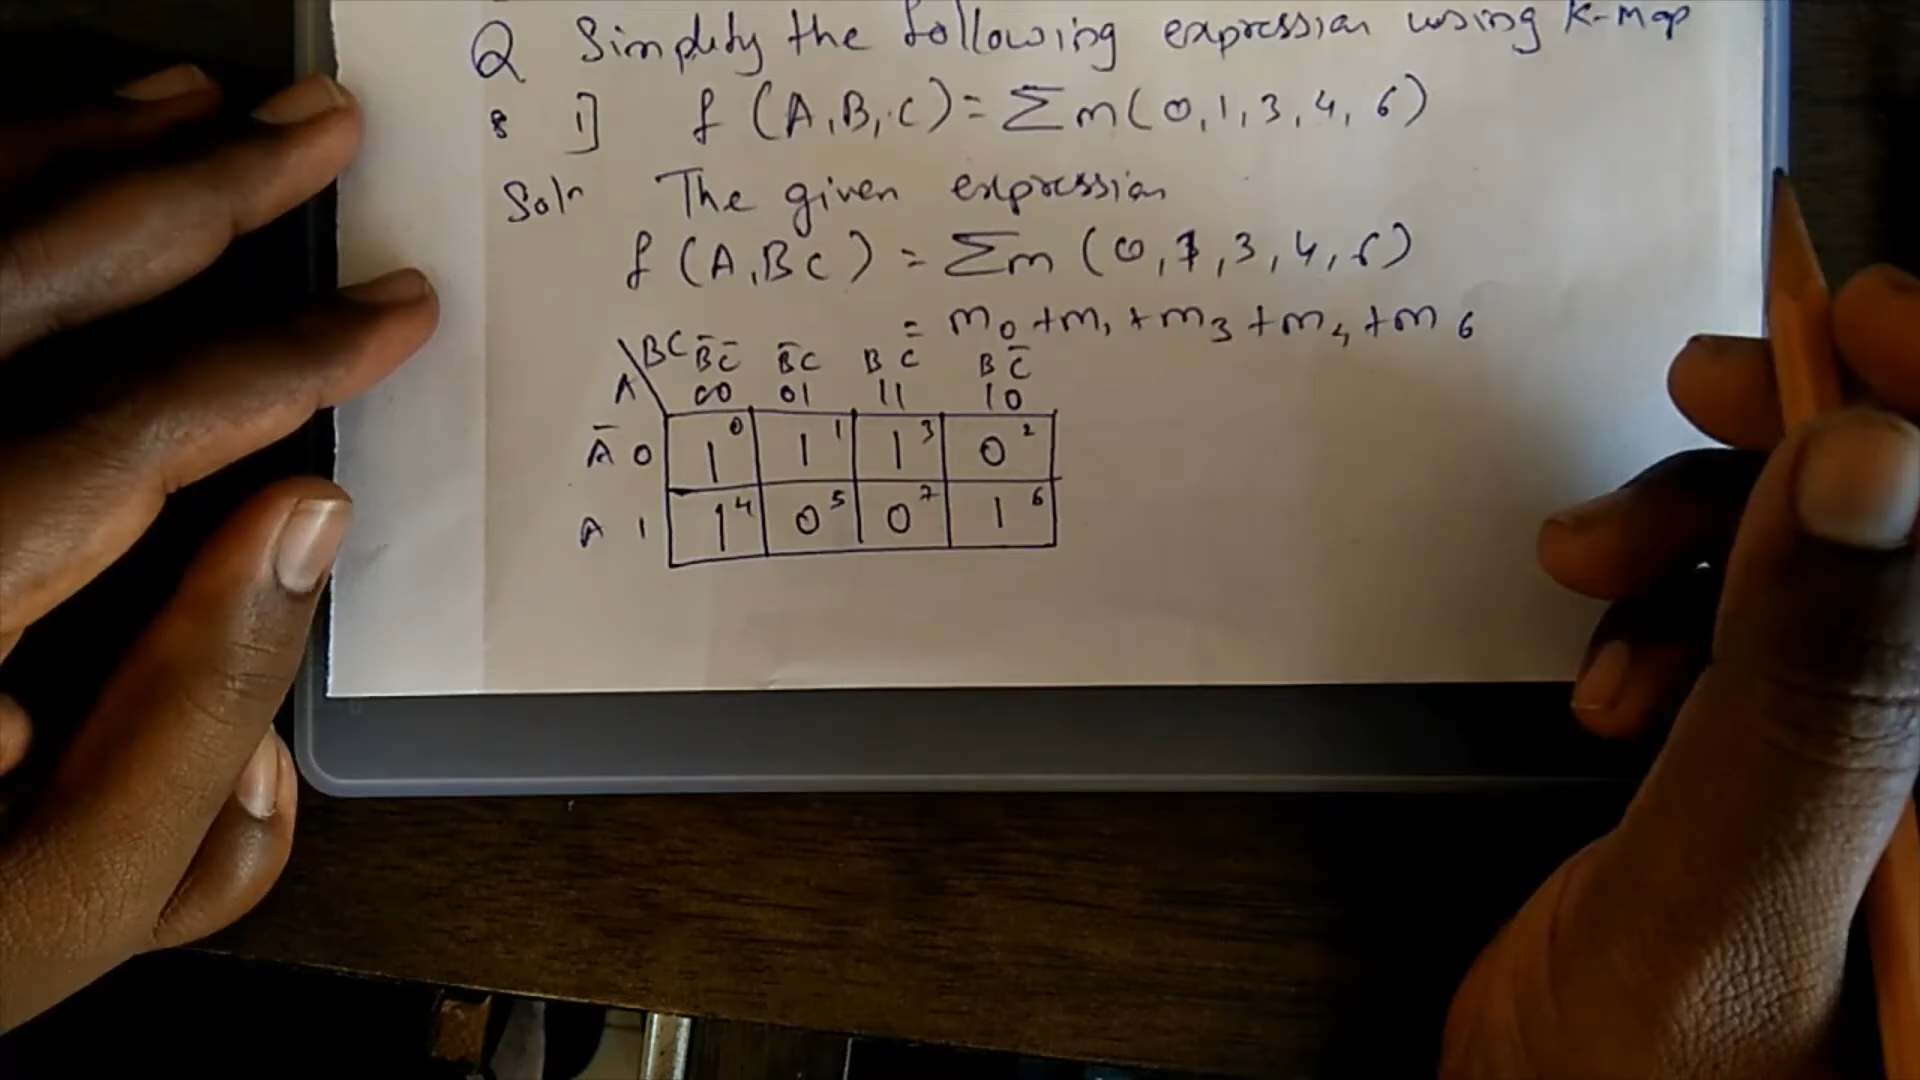 Q Simplify the following expression using K-Map
8 1] f (A,B,C)= Σm(0,1,3,4,6)
Soln The given expression
f (A,BC) = Σm (0,1,3,4,6)
= m0+m1+m3+m4+m6
BC B̄C̄ B̄C BC BC̄
A 00 01 11 10
Ā 0 1 0 1 1 1 3 0 2
A 1 1 4 0 5 0 7 1 6